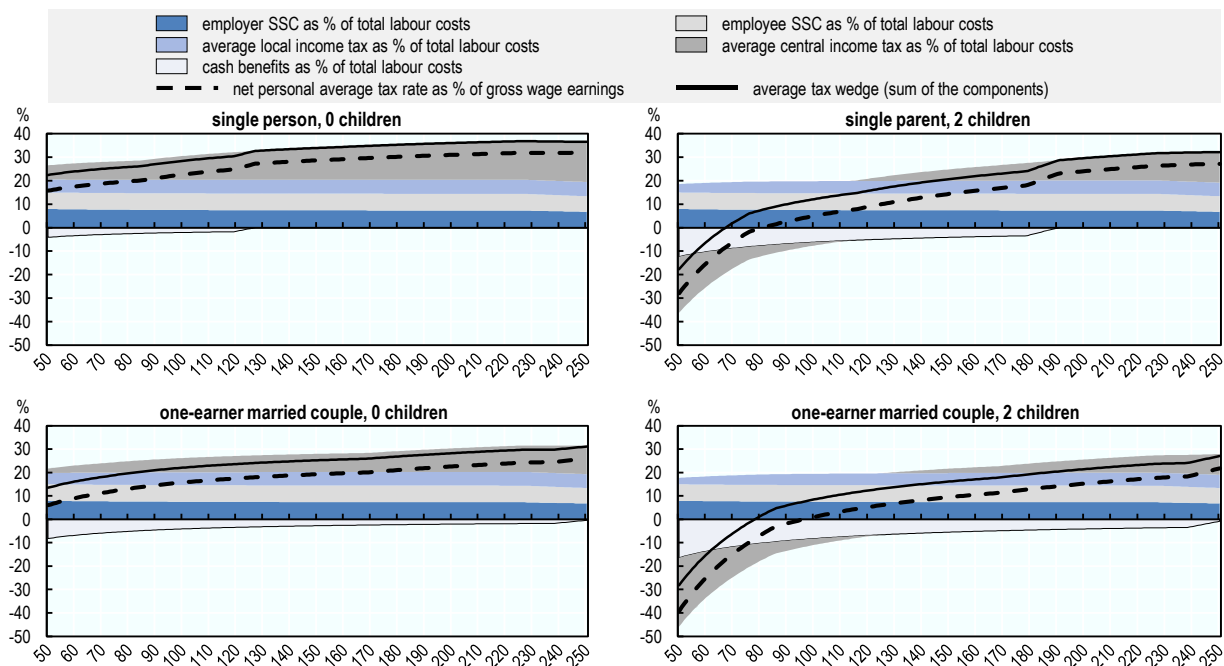 employer SSC as % of total labour costs
employee SSC as % of total labour costs
average local income tax as % of total labour costs
average central income tax as % of total labour costs
cash benefits as % of total labour costs
net personal average tax rate as % of gross wage earnings
average tax wedge (sum of the components)
%
single person, 0 children
40
30
20
10
0
-10
-20
-30
-40
-50
50 60 70 80 90 100 110 120 130 140 150 160 170 180 190 200 210 220 230 240 250
%
single parent, 2 children
40
30
20
10
0
-10
-20
-30
-40
-50
50 60 70 80 90 100 110 120 130 140 150 160 170 180 190 200 210 220 230 240 250
%
one-earner married couple, 0 children
40
30
20
10
0
-10
-20
-30
-40
-50
50 60 70 80 90 100 110 120 130 140 150 160 170 180 190 200 210 220 230 240 250
%
one-earner married couple, 2 children
40
30
20
10
0
-10
-20
-30
-40
-50
50 60 70 80 90 100 110 120 130 140 150 160 170 180 190 200 210 220 230 240 250